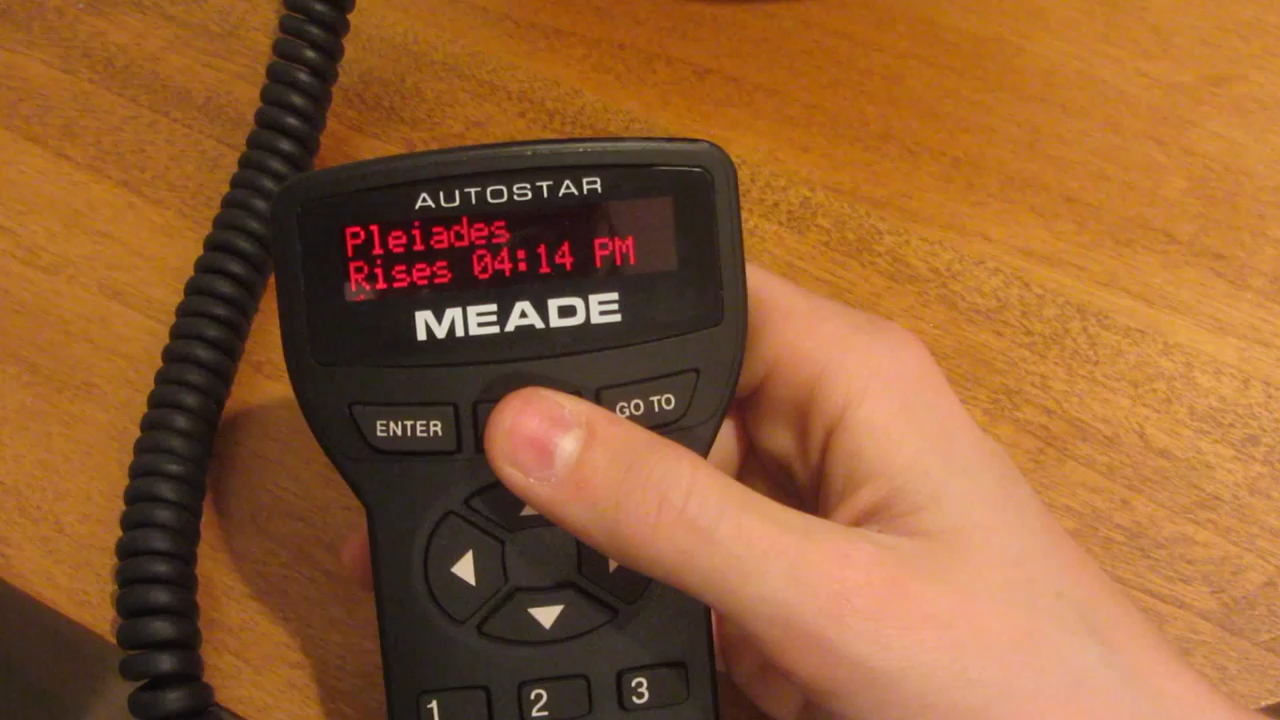 AUTOSTAR
Pleiades
Rises 04:14 PM
MEADE
ENTER
GO TO
1
2
3